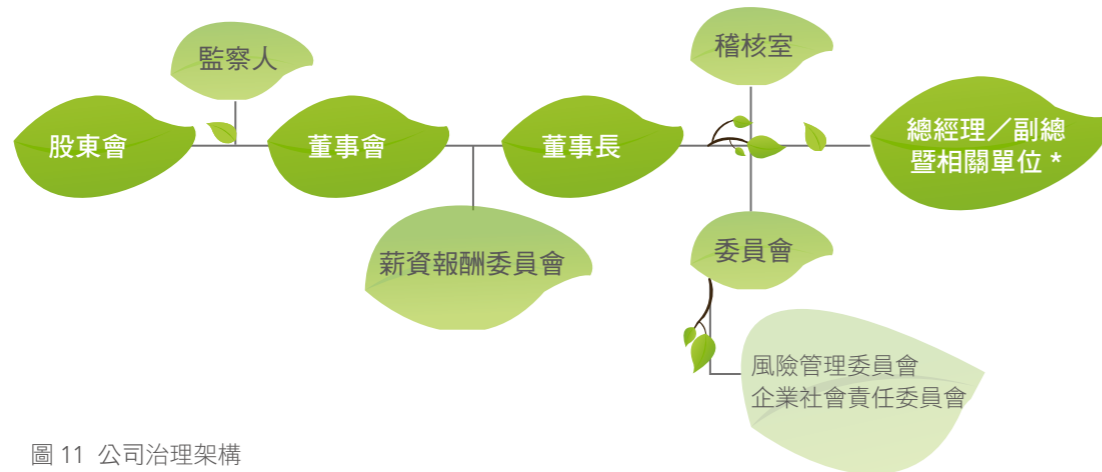 監察人
稽核室
股東會
董事會
董事長
總經理／副總
暨相關單位 *
薪資報酬委員會
委員會
風險管理委員會
企業社會責任委員會
圖 11 公司治理架構